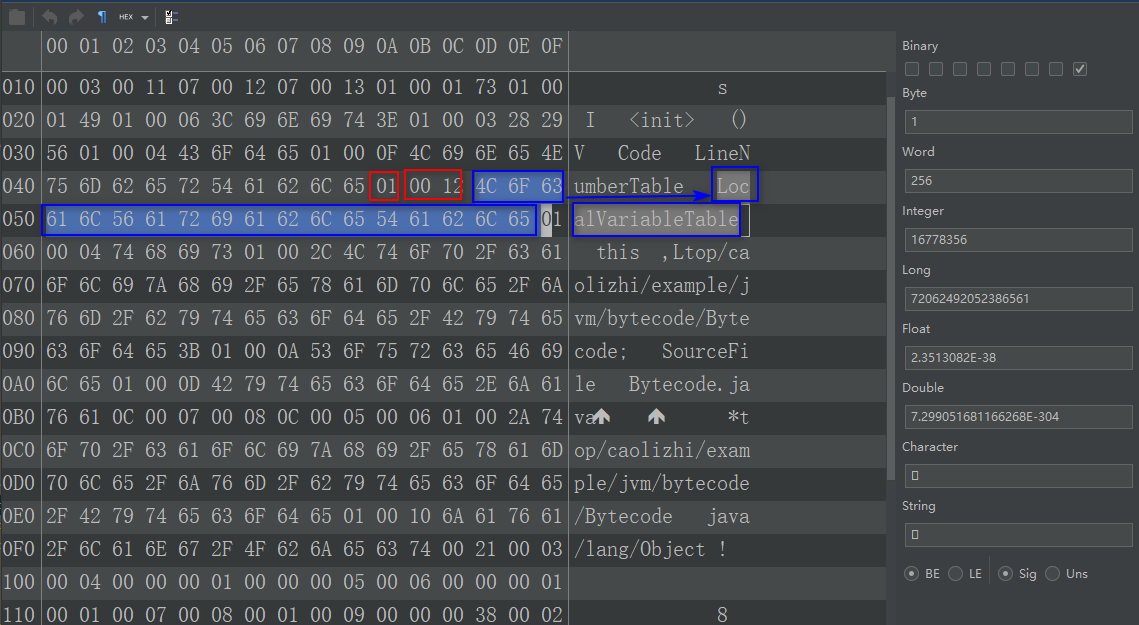 HEX
00 01 02 03 04 05 06 07 08 09 0A 0B 0C 0D 0E 0F
010 00 03 00 11 07 00 12 07 00 13 01 00 01 73 01 00 s
020 01 49 01 00 06 3C 69 6E 69 74 3E 01 00 03 28 29 I <init> ()
030 56 01 00 04 43 6F 64 65 01 00 0F 4C 69 6E 65 4E V Code LineN
040 75 6D 62 65 72 54 61 62 6C 65 01 00 12 4C 6F 63 umberTable Loc
050 61 6C 56 61 72 69 61 62 6C 65 54 61 62 6C 65 01 alVariableTable
060 00 04 74 68 69 73 01 00 2C 4C 74 6F 70 2F 63 61 this ,Ltop/ca
070 6F 6C 69 7A 68 69 2F 65 78 61 6D 70 6C 65 2F 6A olizhi/example/j
080 76 6D 2F 62 79 74 65 63 6F 64 65 2F 42 79 74 65 vm/bytecode/Byte
090 63 6F 64 65 3B 01 00 0A 53 6F 75 72 63 65 46 69 code; SourceFi
0A0 6C 65 01 00 0D 42 79 74 65 63 6F 64 65 2E 6A 61 le Bytecode.ja
0B0 76 61 0C 00 07 00 08 0C 00 05 00 06 01 00 2A 74 va *t
0C0 6F 70 2F 63 61 6F 6C 69 7A 68 69 2F 65 78 61 6D op/caolizhi/exam
0D0 70 6C 65 2F 6A 76 6D 2F 62 79 74 65 63 6F 64 65 ple/jvm/bytecode
0E0 2F 42 79 74 65 63 6F 64 65 01 00 10 6A 61 76 61 /Bytecode java
0F0 2F 6C 61 6E 67 2F 4F 62 6A 65 63 74 00 21 00 03 /lang/Object !
100 00 04 00 00 00 01 00 00 00 05 00 06 00 00 00 01
110 00 01 00 07 00 08 00 01 00 09 00 00 00 38 00 02 8
Binary
Byte
1
Word
256
Integer
16778356
Long
72062492052386561
Float
2.3513082E-38
Double
7.299051681166268E-304
Character
String
BE LE Sig Uns